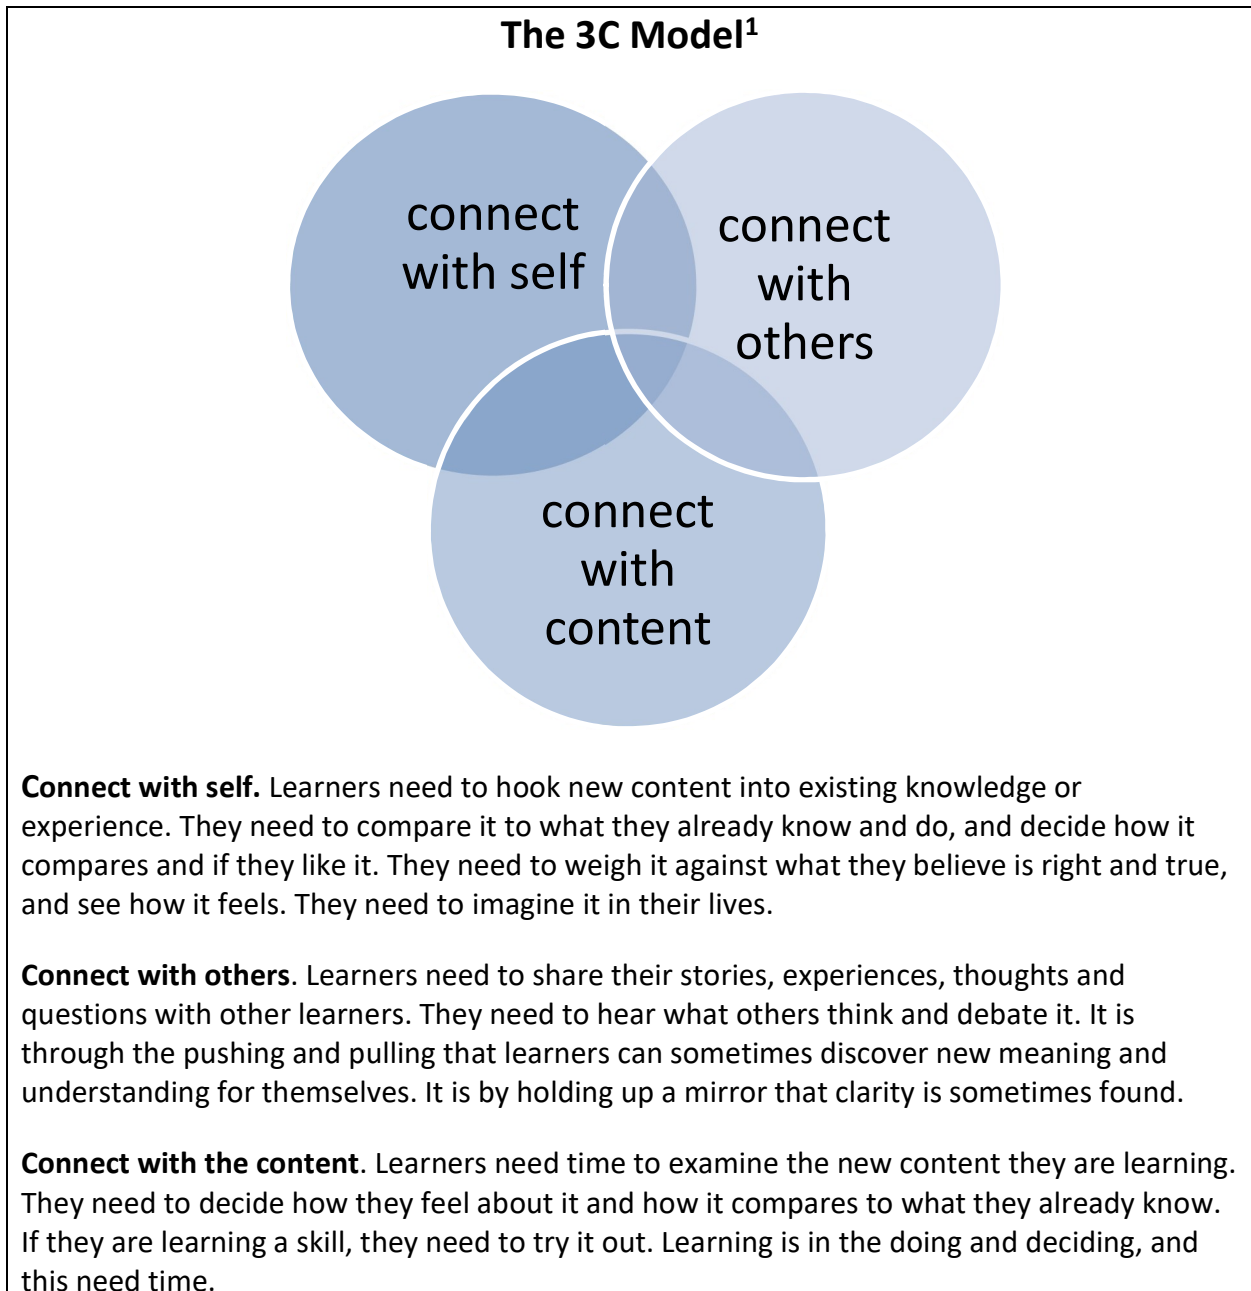 The 3C Model¹
connect
with self
connect
with
others
connect
with
content
Connect with self. Learners need to hook new content into existing knowledge or
experience. They need to compare it to what they already know and do, and decide how it
compares and if they like it. They need to weigh it against what they believe is right and true,
and see how it feels. They need to imagine it in their lives.
Connect with others. Learners need to share their stories, experiences, thoughts and
questions with other learners. They need to hear what others think and debate it. It is
through the pushing and pulling that learners can sometimes discover new meaning and
understanding for themselves. It is by holding up a mirror that clarity is sometimes found.
Connect with the content. Learners need time to examine the new content they are learning.
They need to decide how they feel about it and how it compares to what they already know.
If they are learning a skill, they need to try it out. Learning is in the doing and deciding, and
this need time.